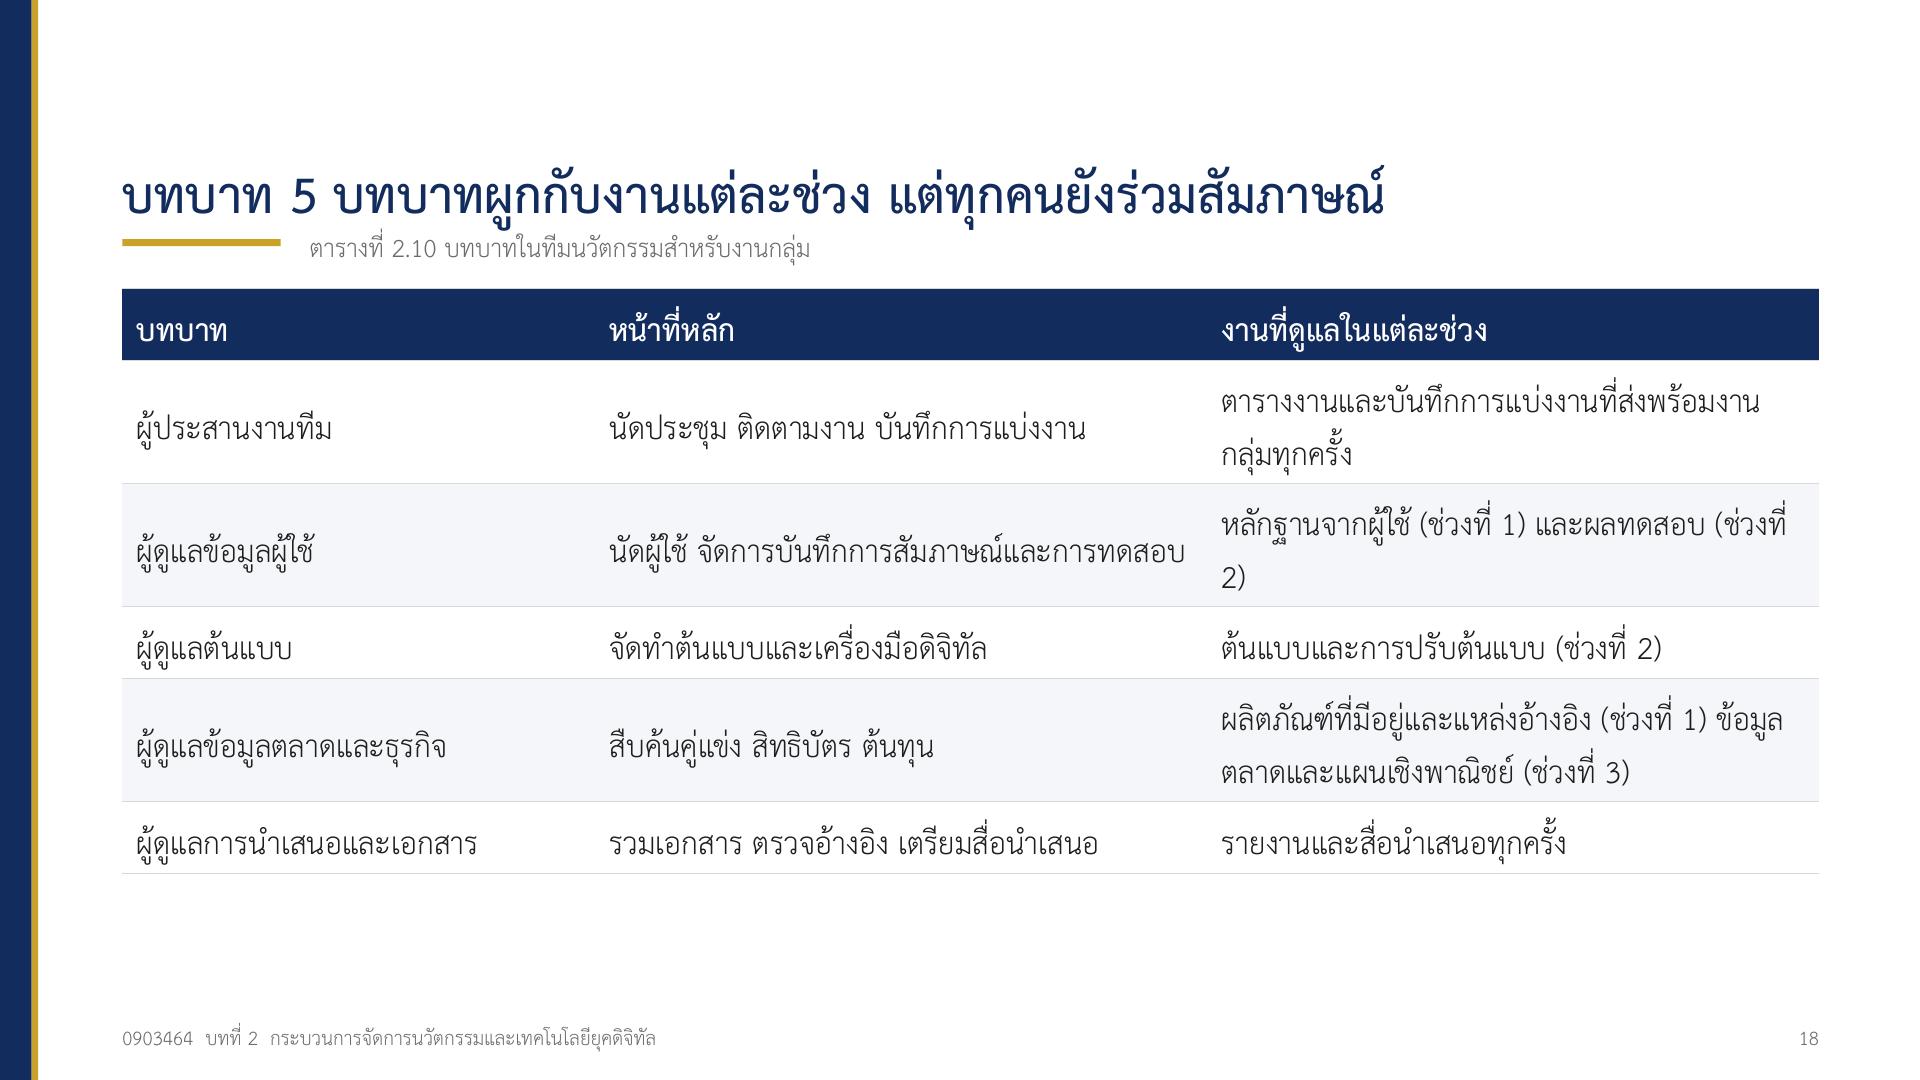 บทบาท 5 บทบาทผูกกับงานแต่ละช่วง แต่ทุกคนยังร่วมสัมภาษณ์
ตารางที่ 2.10 บทบาทในทีมนวัตกรรมสำหรับงานกลุ่ม
บทบาท หน้าที่หลัก งานที่ดูแลในแต่ละช่วง
ผู้ประสานงานทีม นัดประชุม ติดตามงาน บันทึกการแบ่งงาน ตารางงานและบันทึกการแบ่งงานที่ส่งพร้อมงาน
กลุ่มทุกครั้ง
ผู้ดูแลข้อมูลผู้ใช้ นัดผู้ใช้ จัดการบันทึกการสัมภาษณ์และการทดสอบ หลักฐานจากผู้ใช้ (ช่วงที่ 1) และผลทดสอบ (ช่วงที่
2)
ผู้ดูแลต้นแบบ จัดทำต้นแบบและเครื่องมือดิจิทัล ต้นแบบและการปรับต้นแบบ (ช่วงที่ 2)
ผู้ดูแลข้อมูลตลาดและธุรกิจ สืบค้นคู่แข่ง สิทธิบัตร ต้นทุน ผลิตภัณฑ์ที่มีอยู่และแหล่งอ้างอิง (ช่วงที่ 1) ข้อมูล
ตลาดและแผนเชิงพาณิชย์ (ช่วงที่ 3)
ผู้ดูแลการนำเสนอและเอกสาร รวมเอกสาร ตรวจอ้างอิง เตรียมสื่อนำเสนอ รายงานและสื่อนำเสนอทุกครั้ง
0903464 บทที่ 2 กระบวนการจัดการนวัตกรรมและเทคโนโลยียุคดิจิทัล 18